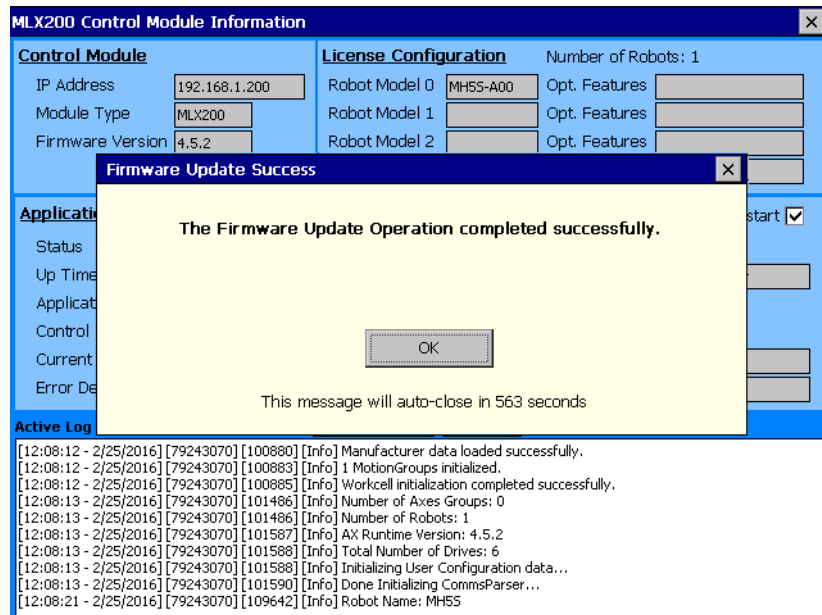 MLX200 Control Module Information
Control Module License Configuration Number of Robots: 1
IP Address 192.168.1.200 Robot Model 0 MH5S-A00 Opt. Features
Module Type MLX200 Robot Model 1 Opt. Features
Firmware Version 4.5.2 Robot Model 2 Opt. Features
Firmware Update Success
The Firmware Update Operation completed successfully.
OK
This message will auto-close in 563 seconds
Applicati start
Status
Up Time
Applicat
Control
Current
Error De
Active Log
[12:08:12 - 2/25/2016] [79243070] [100880] [Info] Manufacturer data loaded successfully.
[12:08:12 - 2/25/2016] [79243070] [100883] [Info] 1 MotionGroups initialized.
[12:08:12 - 2/25/2016] [79243070] [100885] [Info] Workcell initialization completed successfully.
[12:08:13 - 2/25/2016] [79243070] [101486] [Info] Number of Axes Groups: 0
[12:08:13 - 2/25/2016] [79243070] [101486] [Info] Number of Robots: 1
[12:08:13 - 2/25/2016] [79243070] [101587] [Info] AX Runtime Version: 4.5.2
[12:08:13 - 2/25/2016] [79243070] [101588] [Info] Total Number of Drives: 6
[12:08:13 - 2/25/2016] [79243070] [101588] [Info] Initializing User Configuration data...
[12:08:13 - 2/25/2016] [79243070] [101590] [Info] Done Initializing CommsParser...
[12:08:21 - 2/25/2016] [79243070] [109642] [Info] Robot Name: MH5S